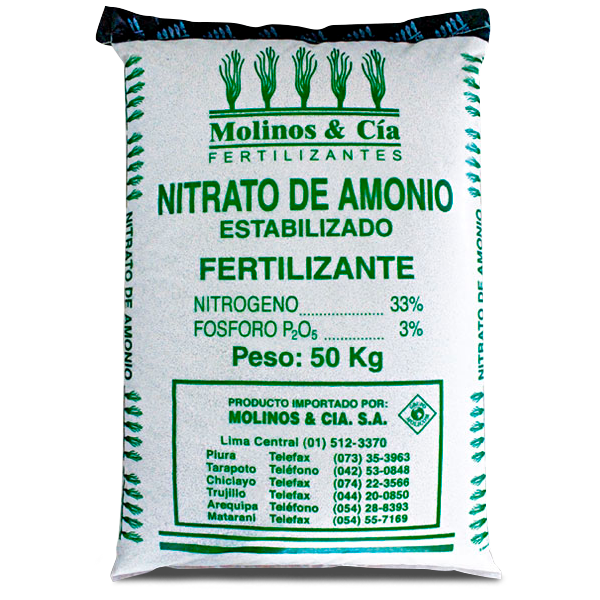 Molinos & Cía
FERTILIZANTES
NITRATO DE AMONIO
ESTABILIZADO
FERTILIZANTE
NITROGENO.................... 33%
FOSFORO P₂O₅ .............. 3%
Peso: 50 Kg
PRODUCTO IMPORTADO POR:
MOLINOS & CIA. S.A.
Lima Central (01) 512-3370
Piura Telefax (073) 35-3963
Tarapoto Teléfono (042) 53-0848
Chiclayo Telefax (074) 22-3566
Trujillo Telefax (044) 20-0850
Arequipa Teléfono (054) 28-8393
Matarani Telefax (054) 55-7169
NITRATO DE AMONIO
NITRATO DE AMONIO